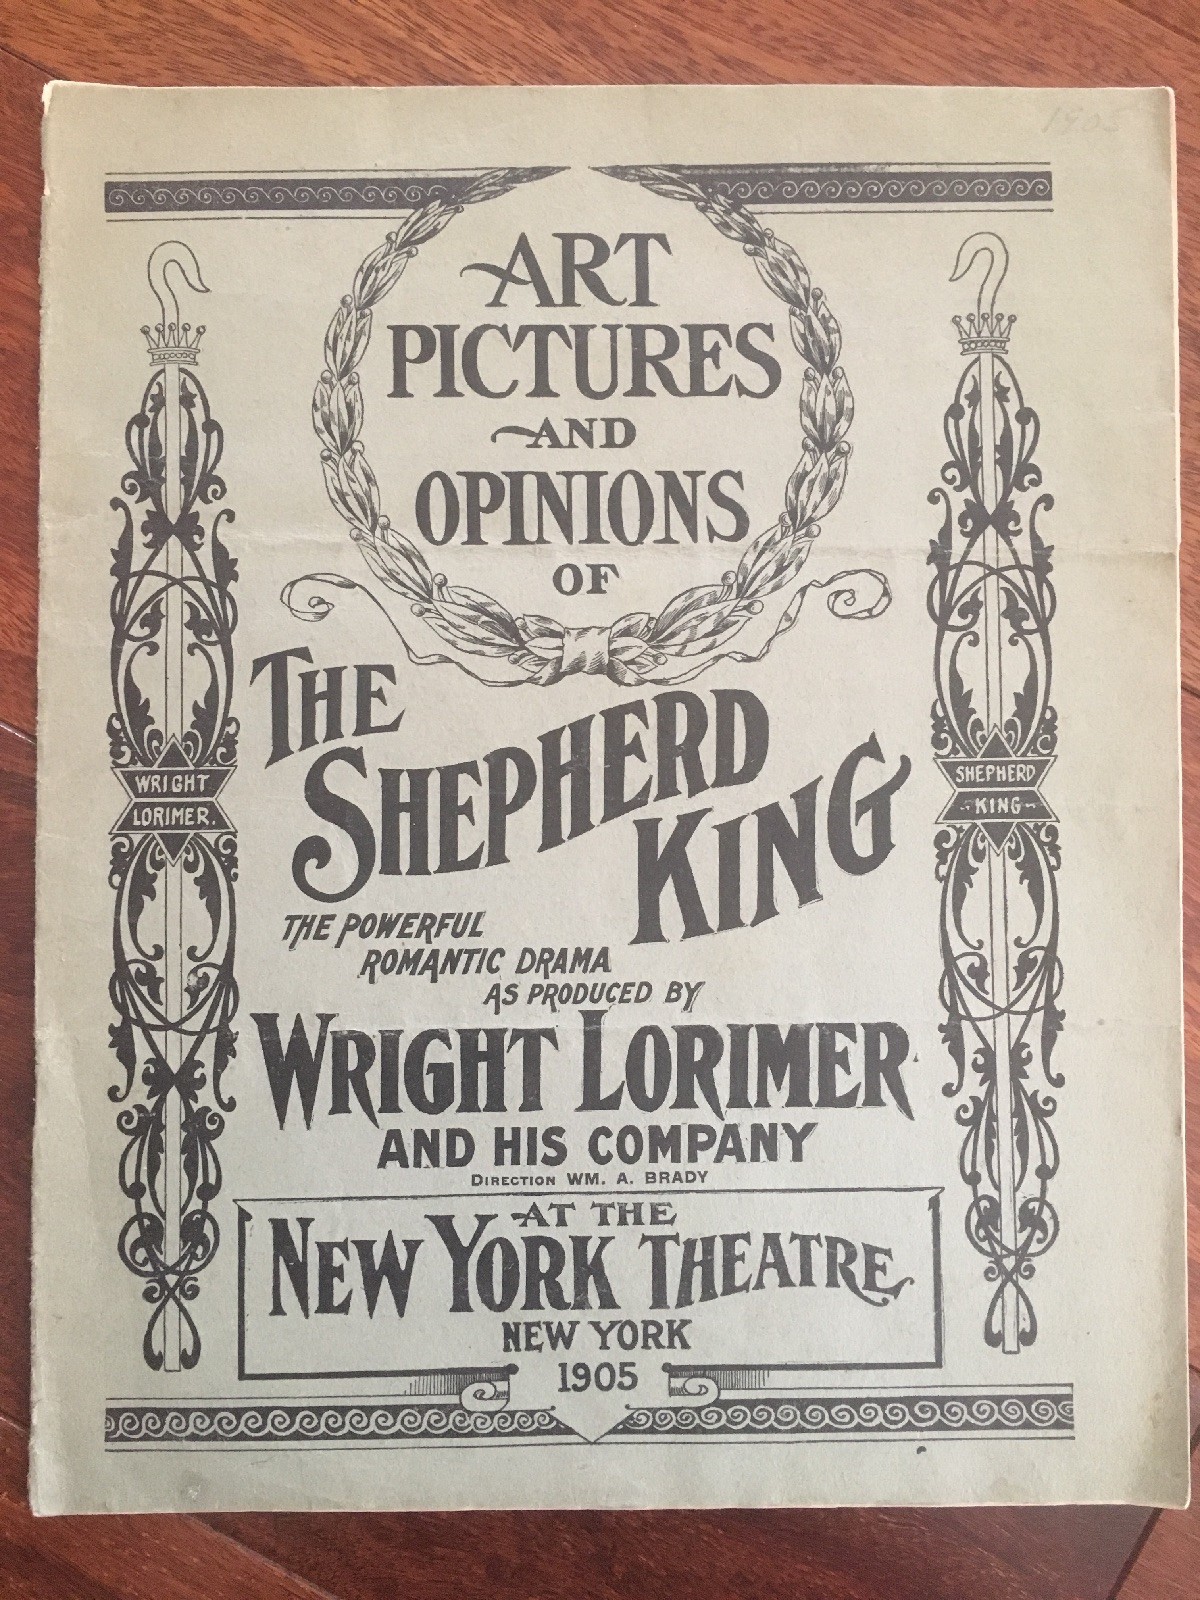 1905
ART
PICTURES
AND
OPINIONS
OF
THE
SHEPHERD
KING
WRIGHT
LORIMER.
SHEPHERD
KING
THE POWERFUL
ROMANTIC DRAMA
AS PRODUCED BY
WRIGHT LORIMER
AND HIS COMPANY
DIRECTION WM. A. BRADY
AT THE
NEW YORK THEATRE
NEW YORK
1905